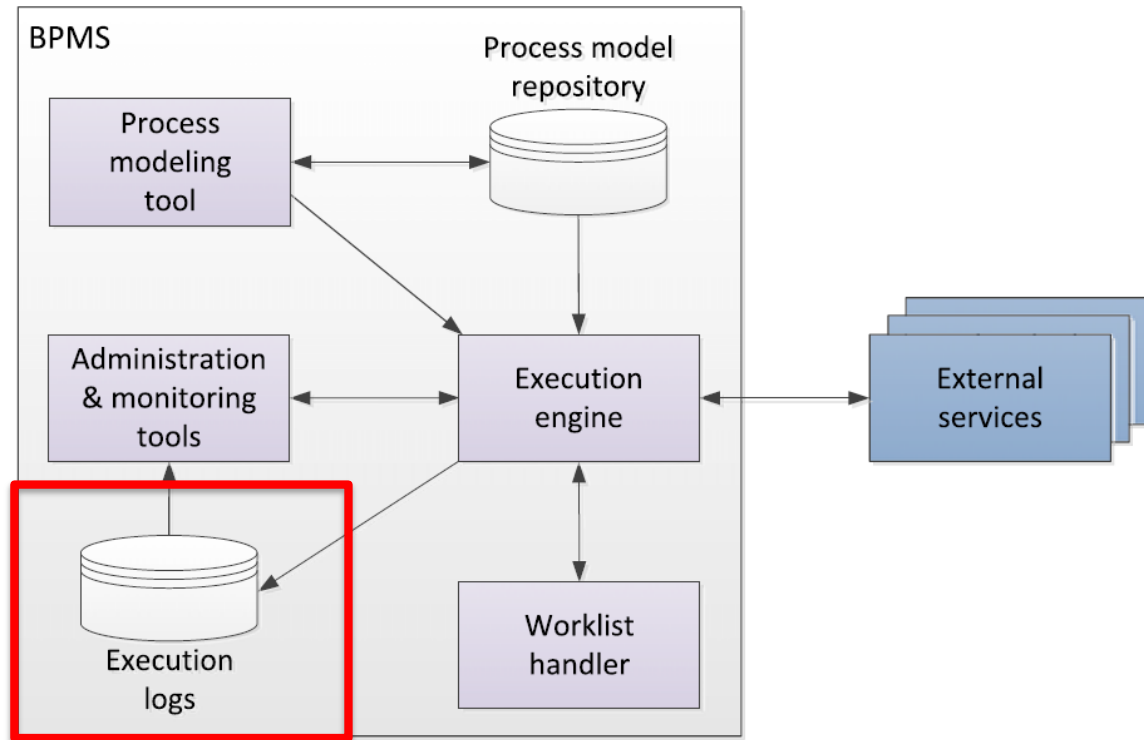 BPMS
Process model
repository
Process
modeling
tool
Administration
& monitoring
tools
Execution
engine
External
services
Execution
logs
Worklist
handler